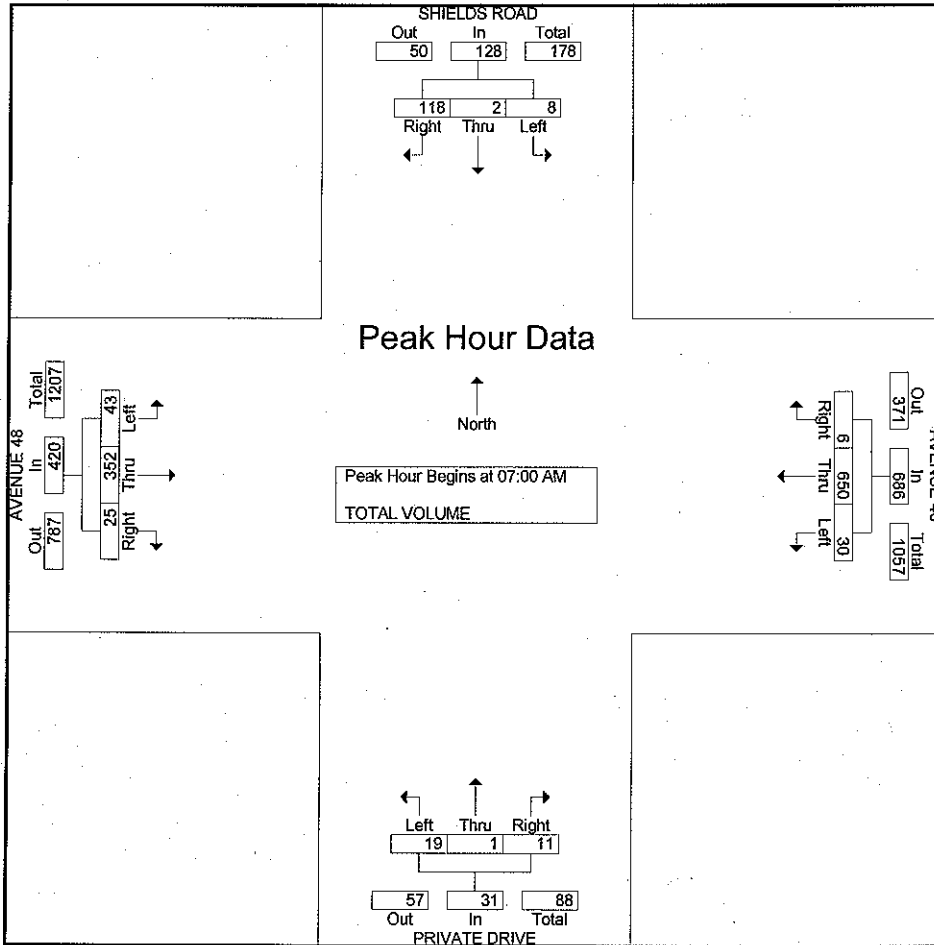 SHIELDS ROAD
Out In Total
50 128 178
118 2 8
Right Thru Left
Peak Hour Data
North
Peak Hour Begins at 07:00 AM
TOTAL VOLUME
AVENUE 48
Total In Out
1207 420 787
43 352 25
Left Thru Right
Out In Total
371 686 1057
6 650 30
Right Thru Left
Left Thru Right
19 1 11
57 31 88
Out In Total
PRIVATE DRIVE